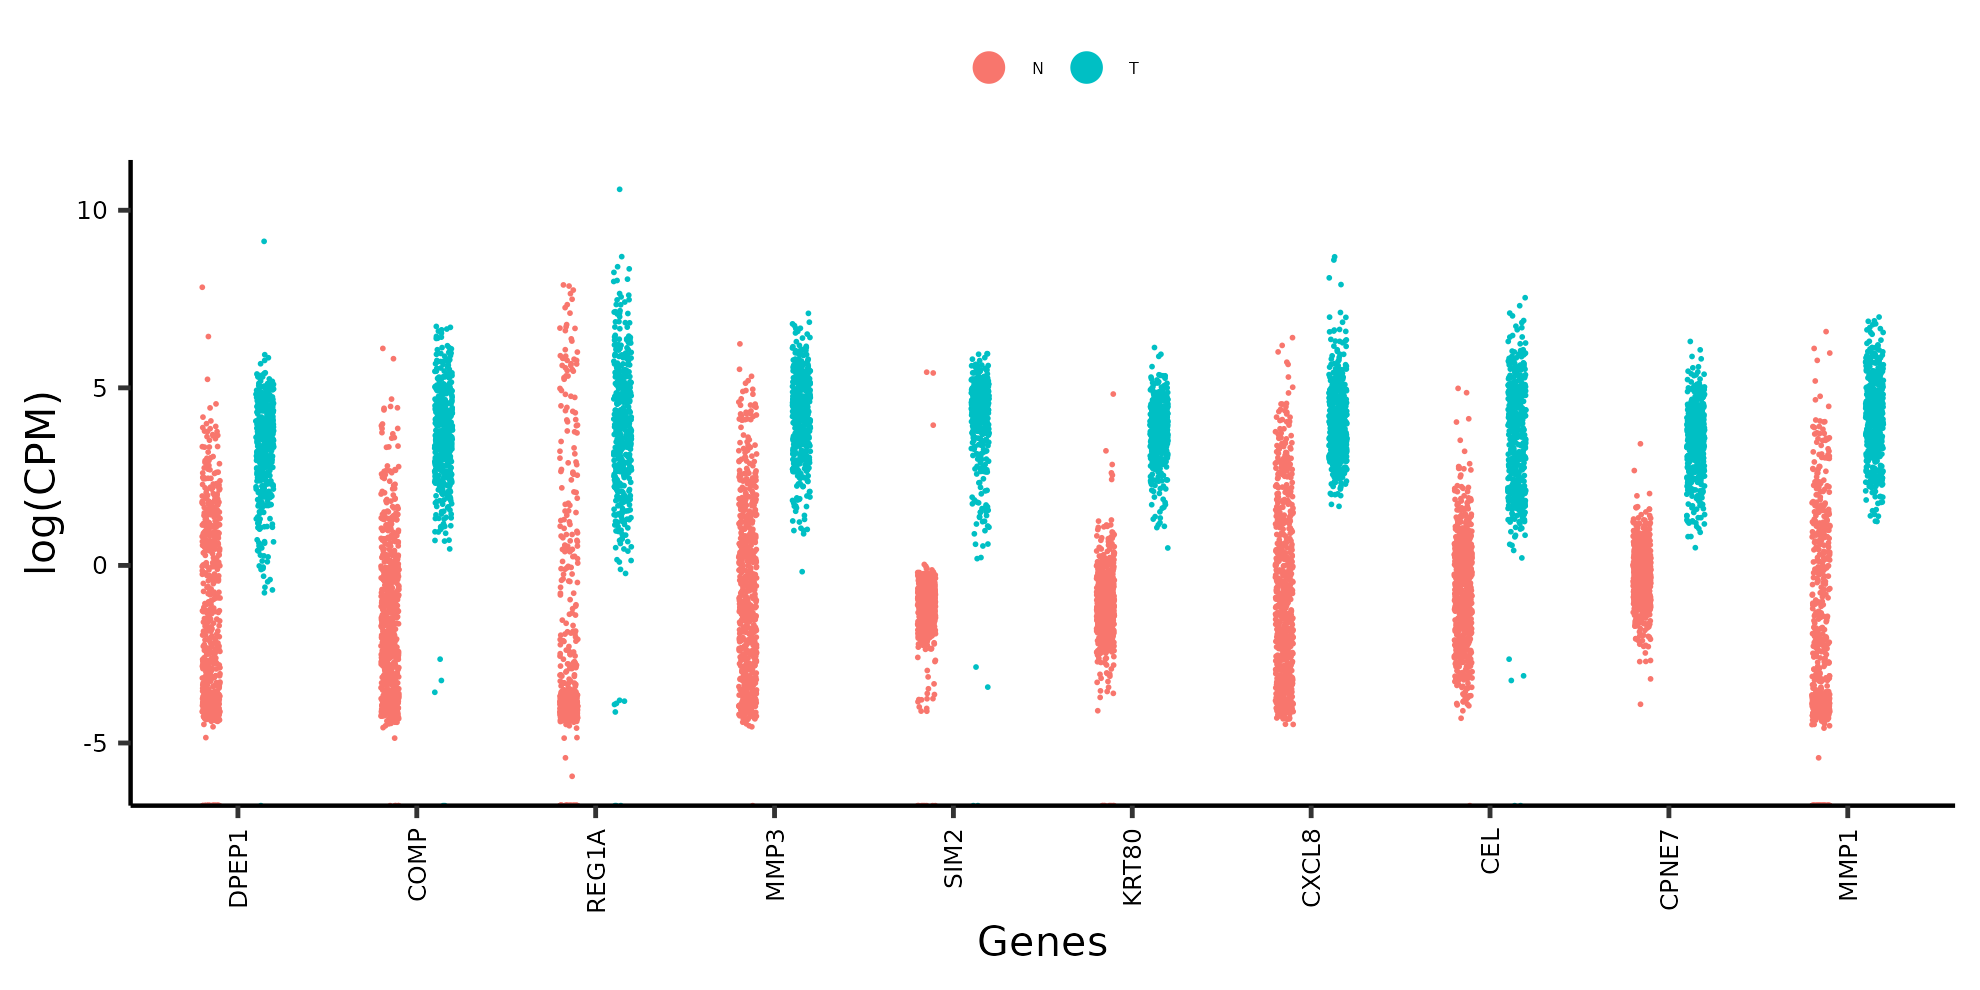 N T
log(CPM)
10
5
0
-5
DPEP1
COMP
REG1A
MMP3
SIM2
KRT80
CXCL8
CEL
CPNE7
MMP1
Genes